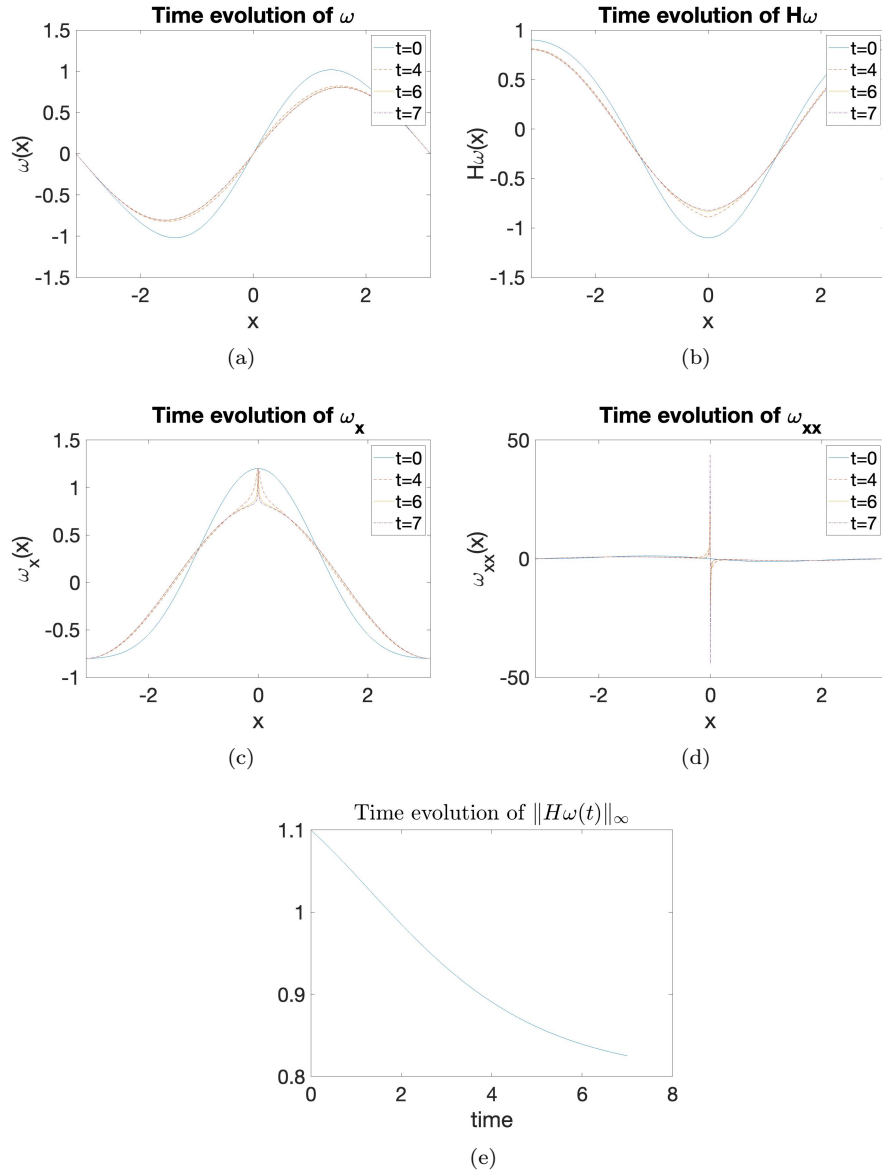 Time evolution of ω
1.5
1
0.5
0
-0.5
-1
-1.5
ω(x)
-2
0
2
x
t=0
t=4
t=6
t=7
(a)
Time evolution of Hω
1
0.5
0
-0.5
-1
-1.5
Hω(x)
-2
0
2
x
t=0
t=4
t=6
t=7
(b)
Time evolution of ωₓ
1.5
1
0.5
0
-0.5
-1
ωₓ(x)
-2
0
2
x
t=0
t=4
t=6
t=7
(c)
Time evolution of ωₓₓ
50
0
-50
ωₓₓ(x)
-2
0
2
x
t=0
t=4
t=6
t=7
(d)
Time evolution of ‖Hω(t)‖∞
1.1
1
0.9
0.8
0
2
4
6
8
time
(e)